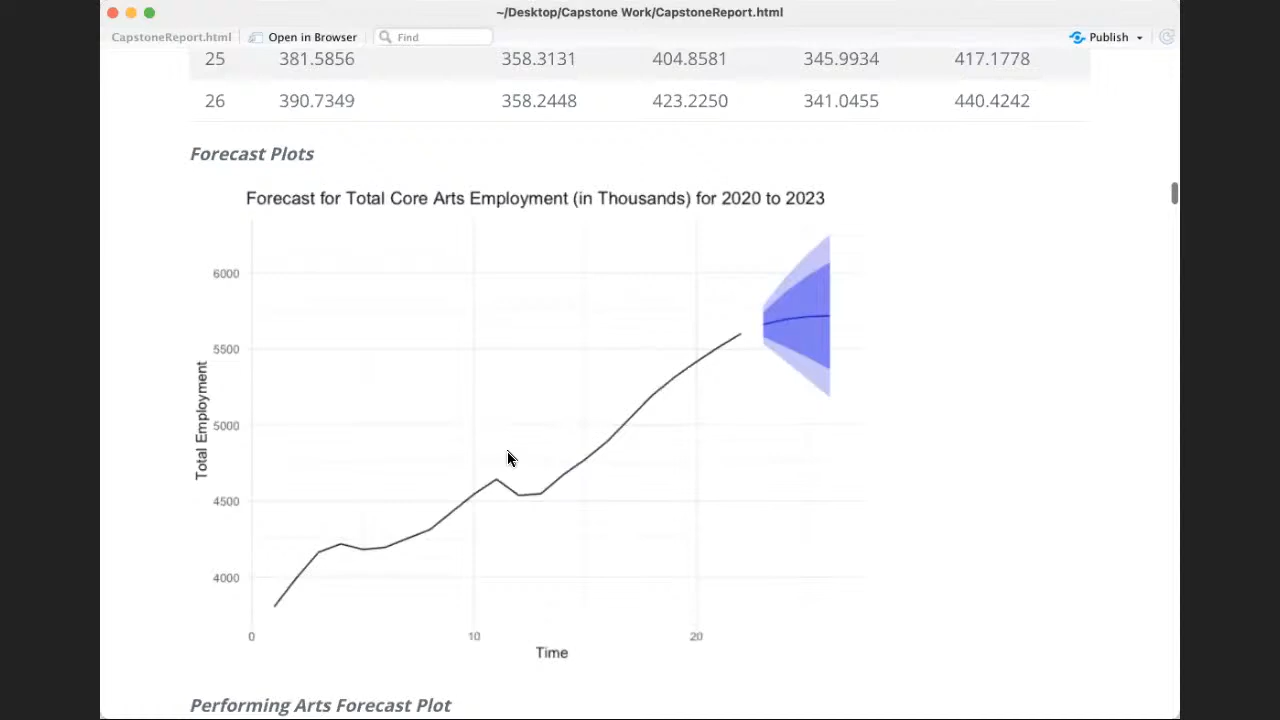 ~/Desktop/Capstone Work/CapstoneReport.html
CapstoneReport.html Open in Browser Find Publish
25 381.5856 358.3131 404.8581 345.9934 417.1778
26 390.7349 358.2448 423.2250 341.0455 440.4242
Forecast Plots
Forecast for Total Core Arts Employment (in Thousands) for 2020 to 2023
6000
5500
5000
4500
4000
Total Employment
0 10 20
Time
Performing Arts Forecast Plot